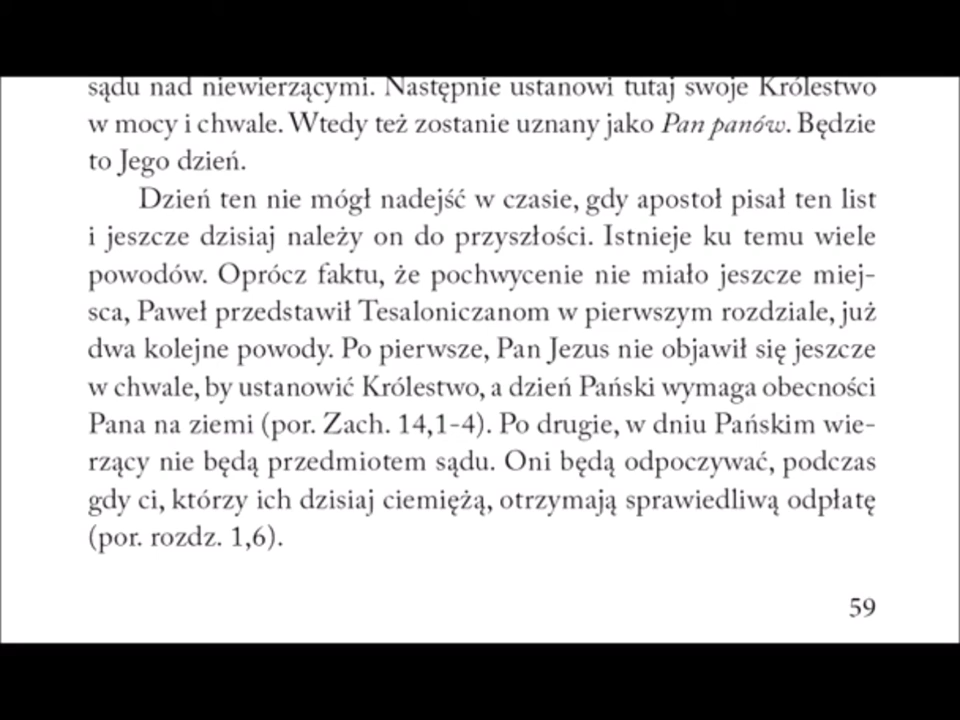 sądu nad niewierzącymi. Następnie ustanowi tutaj swoje Królestwo
w mocy i chwale. Wtedy też zostanie uznany jako Pan panów. Będzie
to Jego dzień.
Dzień ten nie mógł nadejść w czasie, gdy apostoł pisał ten list
i jeszcze dzisiaj należy on do przyszłości. Istnieje ku temu wiele
powodów. Oprócz faktu, że pochwycenie nie miało jeszcze miej-
sca, Paweł przedstawił Tesaloniczanom w pierwszym rozdziale, już
dwa kolejne powody. Po pierwsze, Pan Jezus nie objawił się jeszcze
w chwale, by ustanowić Królestwo, a dzień Pański wymaga obecności
Pana na ziemi (por. Zach. 14,1-4). Po drugie, w dniu Pańskim wie-
rzący nie będą przedmiotem sądu. Oni będą odpoczywać, podczas
gdy ci, którzy ich dzisiaj ciemiężą, otrzymają sprawiedliwą odpłatę
(por. rozdz. 1,6).
59